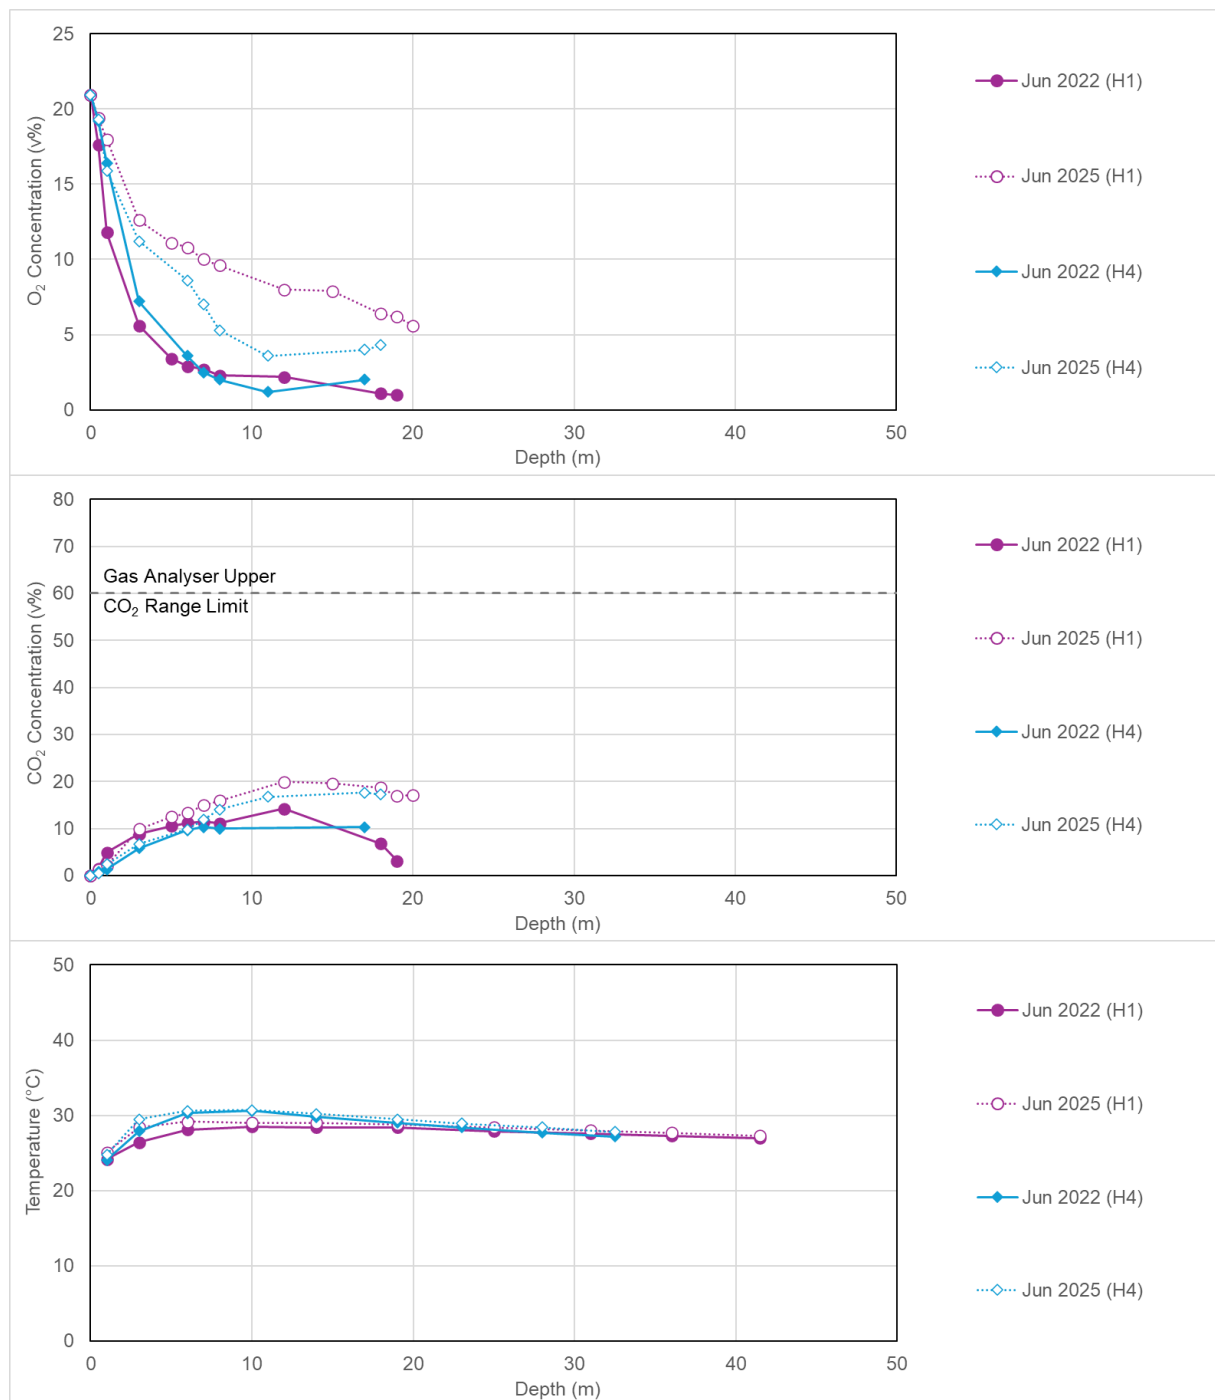 25
20
15
10
5
0
O₂ Concentration (v%)
0 10 20 30 40 50
Depth (m)
Jun 2022 (H1)
Jun 2025 (H1)
Jun 2022 (H4)
Jun 2025 (H4)
80
70
60
50
40
30
20
10
0
CO₂ Concentration (v%)
Gas Analyser Upper
CO₂ Range Limit
0 10 20 30 40 50
Depth (m)
Jun 2022 (H1)
Jun 2025 (H1)
Jun 2022 (H4)
Jun 2025 (H4)
50
40
30
20
10
0
Temperature (°C)
0 10 20 30 40 50
Depth (m)
Jun 2022 (H1)
Jun 2025 (H1)
Jun 2022 (H4)
Jun 2025 (H4)